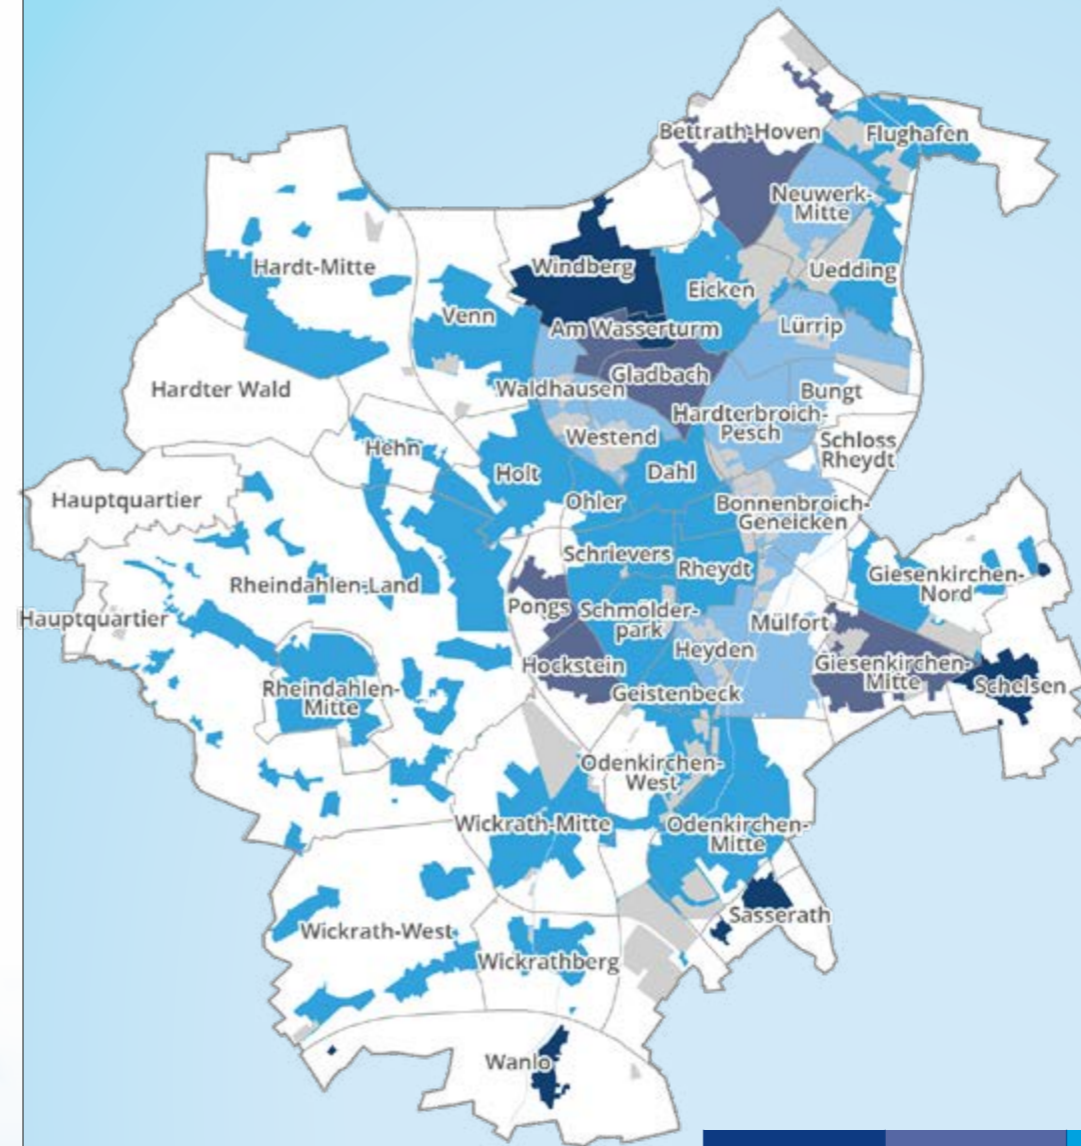 Bettrath-Hoven
Flughafen
Neuwerk-
Mitte
Hardt-Mitte
Windberg
Eicken
Uedding
Venn
Am Wasserturm
Lürrip
Hardter Wald
Waldhausen
Gladbach
Bungt
Hardterbroich-
Pesch
Westend
Schloss
Rheydt
Hehn
Holt
Dahl
Hauptquartier
Ohler
Bonnenbroich-
Geneicken
Schrievers
Rheydt
Giesenkirchen-
Nord
Rheindahlen-Land
Hauptquartier
Pongs
Schmölder-
park
Mülfort
Heyden
Hockstein
Giesenkirchen-
Mitte
Schelsen
Rheindahlen-
Mitte
Geistenbeck
Odenkirchen-
West
Wickrath-Mitte
Odenkirchen-
Mitte
Sasserath
Wickrath-West
Wickrathberg
Wanlo